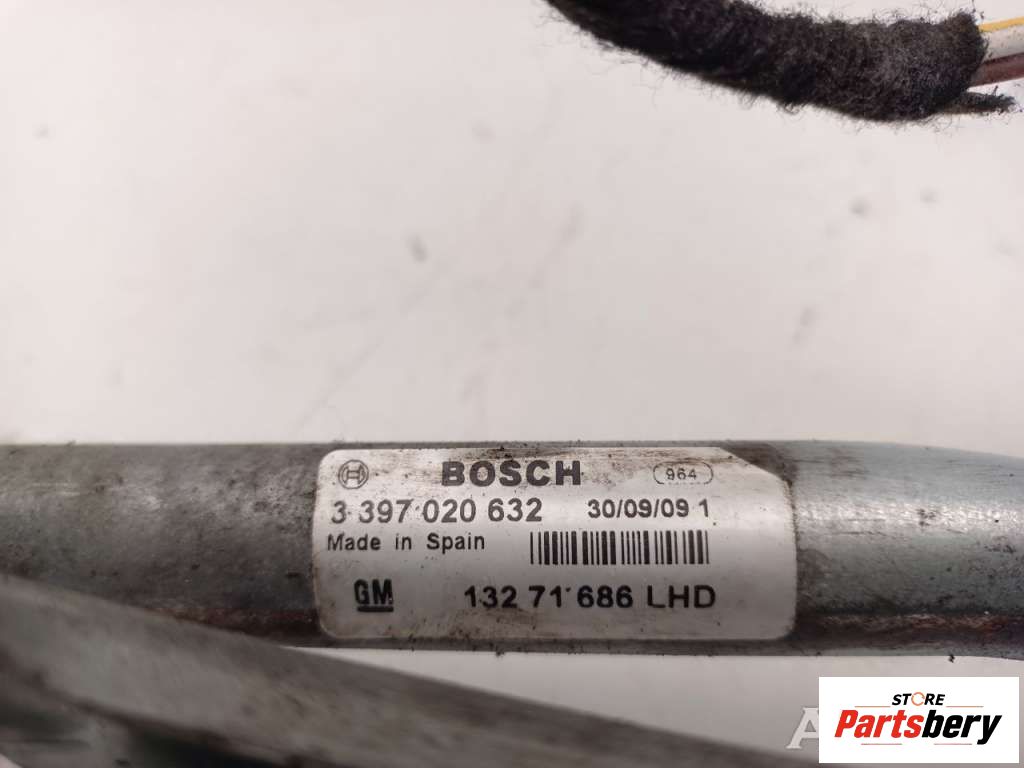 BOSCH 964
3 397 020 632 30/09/09 1
Made in Spain
GM 132 71 686 LHD
STORE
Partsbery